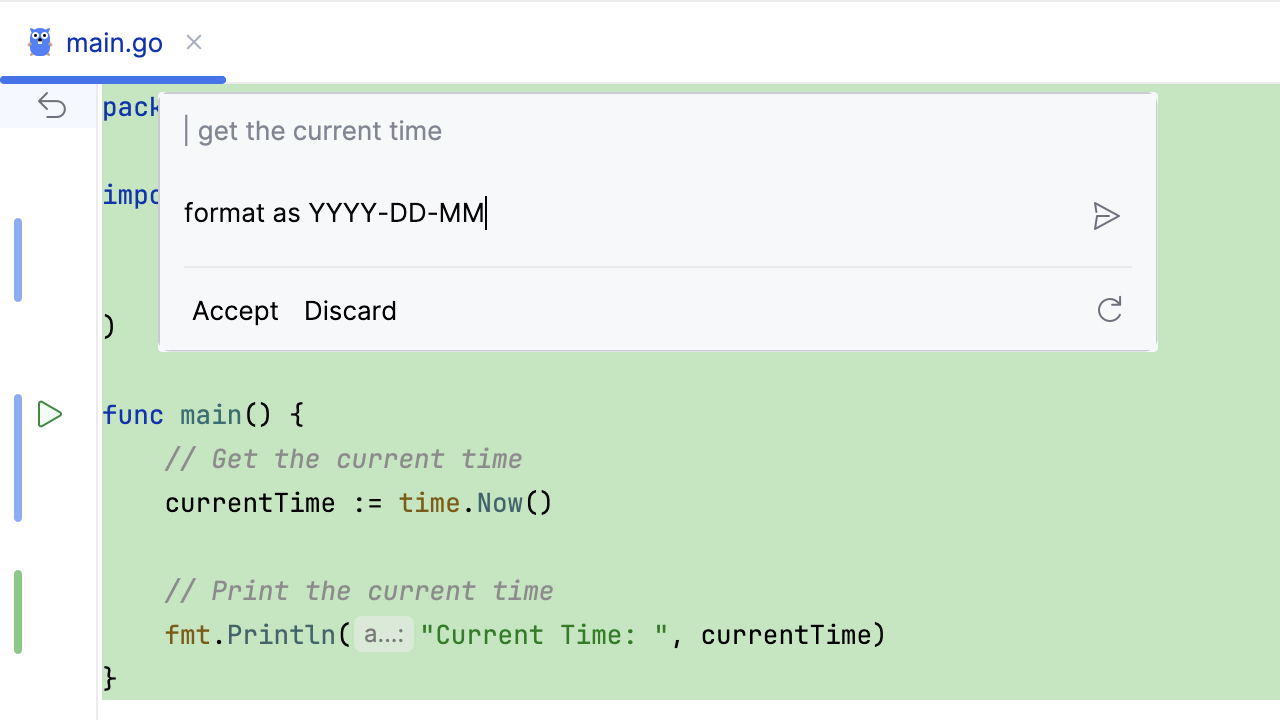 main.go
pack
| get the current time
impo
format as YYYY-DD-MM
Accept Discard
)
func main() {
// Get the current time
currentTime := time.Now()
// Print the current time
fmt.Println( a...: "Current Time: ", currentTime)
}